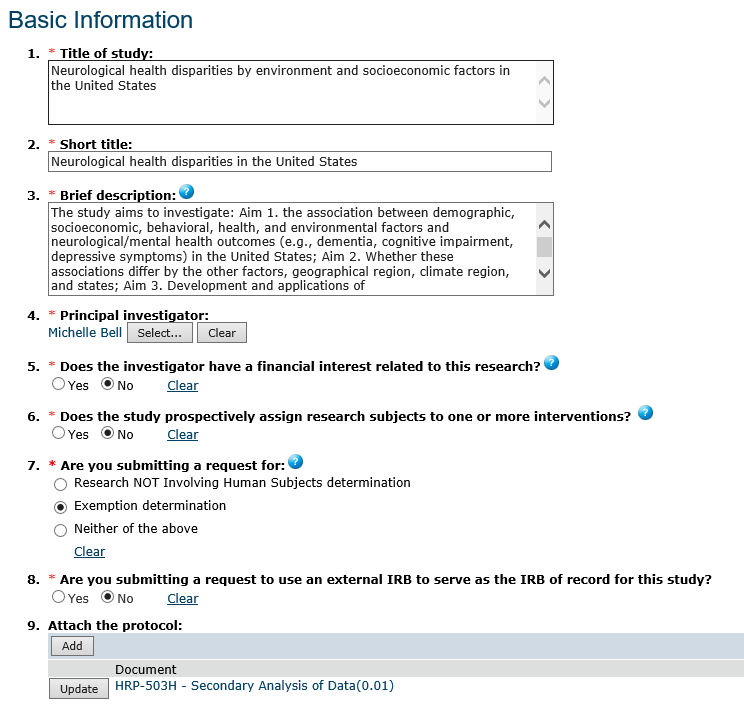 Basic Information
1. * Title of study:
Neurological health disparities by environment and socioeconomic factors in
the United States
2. * Short title:
Neurological health disparities in the United States
3. * Brief description: ?
The study aims to investigate: Aim 1. the association between demographic,
socioeconomic, behavioral, health, and environmental factors and
neurological/mental health outcomes (e.g., dementia, cognitive impairment,
depressive symptoms) in the United States; Aim 2. Whether these
associations differ by the other factors, geographical region, climate region,
and states; Aim 3. Development and applications of
4. * Principal investigator:
Michelle Bell Select... Clear
5. * Does the investigator have a financial interest related to this research? ?
Yes No Clear
6. * Does the study prospectively assign research subjects to one or more interventions? ?
Yes No Clear
7. * Are you submitting a request for: ?
Research NOT Involving Human Subjects determination
Exemption determination
Neither of the above
Clear
8. * Are you submitting a request to use an external IRB to serve as the IRB of record for this study?
Yes No Clear
9. Attach the protocol:
Add
Document
Update HRP-503H - Secondary Analysis of Data(0.01)